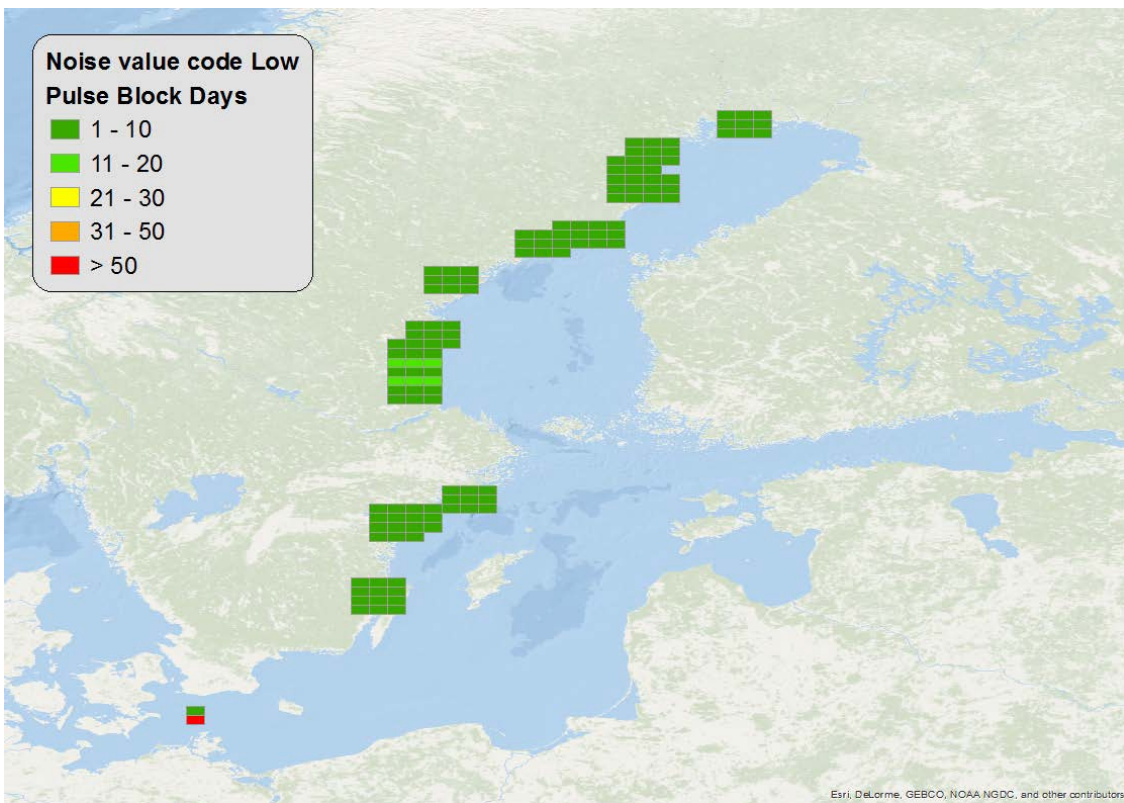 Noise value code Low
Pulse Block Days
1 - 10
11 - 20
21 - 30
31 - 50
> 50
Esri, DeLorme, GEBCO, NOAA NGDC, and other contributors